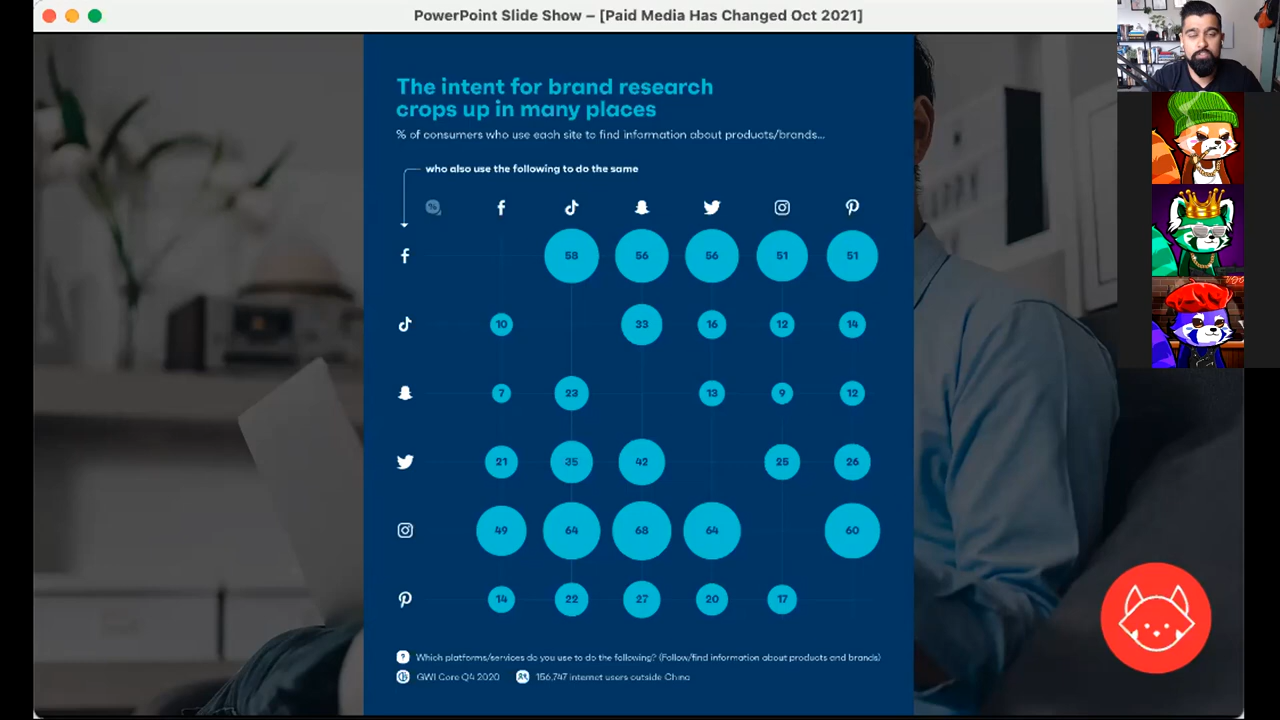 PowerPoint Slide Show – [Paid Media Has Changed Oct 2021]
The intent for brand research
crops up in many places
% of consumers who use each site to find information about products/brands...
who also use the following to do the same
%
58 56 56 51 51
10 33 16 12 14
7 23 13 9 12
21 35 42 25 26
49 64 68 64 60
14 22 27 20 17
? Which platforms/services do you use to do the following? (Follow/find information about products and brands)
GWI Core Q4 2020 156,747 internet users outside China